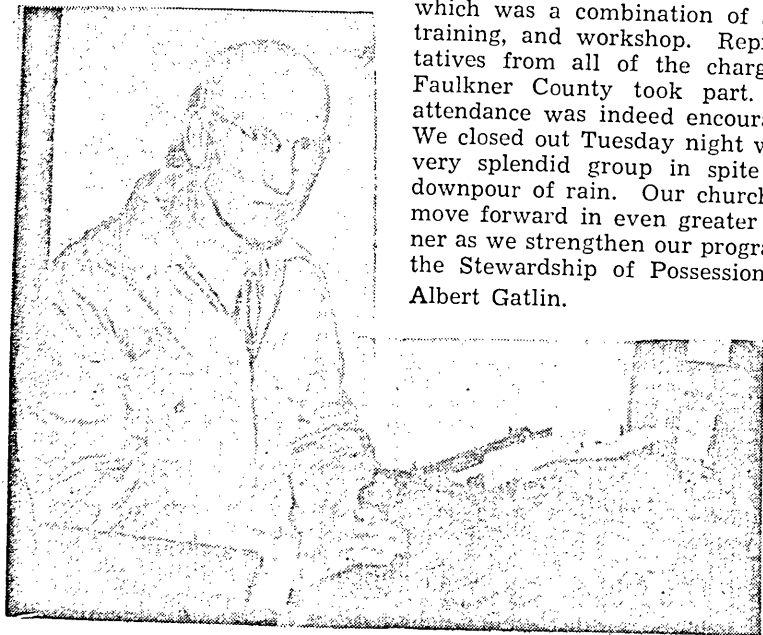 which was a combination of
training, and workshop. Repr
tatives from all of the charg
Faulkner County took part.
attendance was indeed encoura
We closed out Tuesday night
very splendid group in spite
downpour of rain. Our church
move forward in even greater
ner as we strengthen our progra
the Stewardship of Possession
Albert Gatlin.